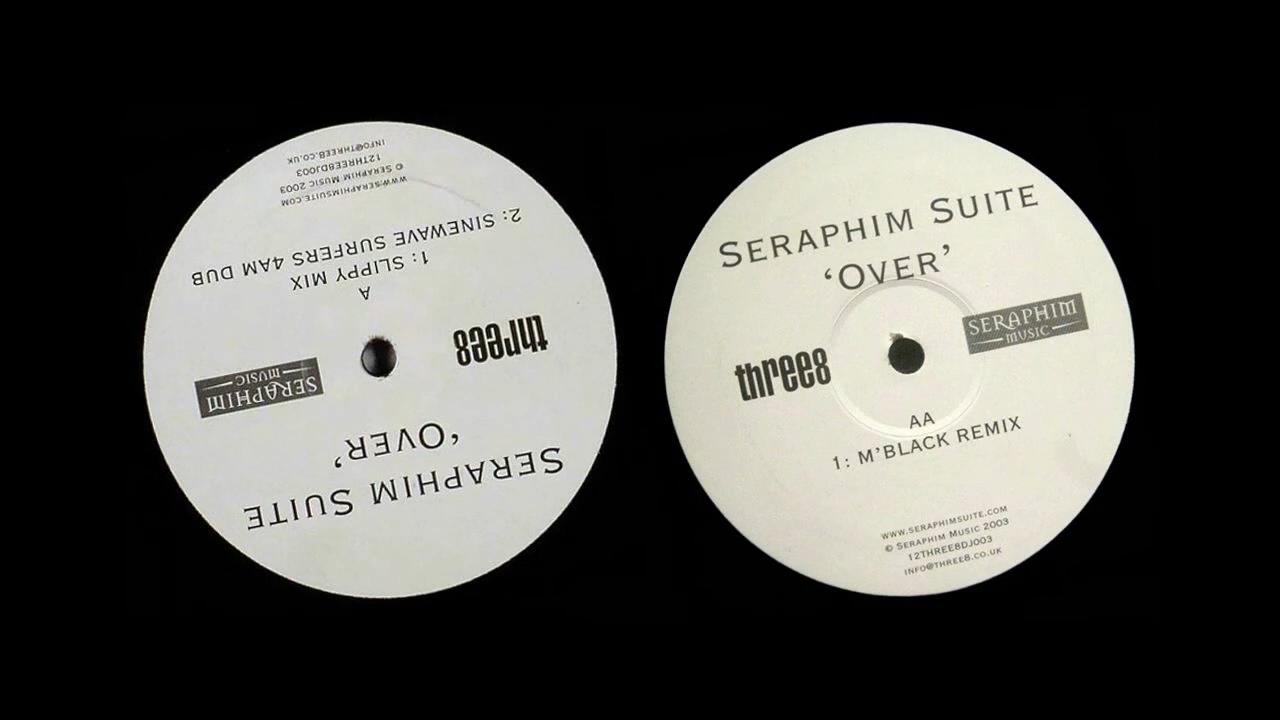 SERAPHIM SUITE
'OVER'
SERAPHIM
MUSIC
three8
A
1: SLIPPY MIX
2: SINEWAVE SURFERS 4AM DUB
WWW.SERAPHIMSUITE.COM
© SERAPHIM MUSIC 2003
12THREE8DJ003
INFO@THREE8.CO.UK
SERAPHIM SUITE
'OVER'
SERAPHIM
MUSIC
three8
AA
1: M'BLACK REMIX
WWW.SERAPHIMSUITE.COM
© SERAPHIM MUSIC 2003
12THREE8DJ003
INFO@THREE8.CO.UK